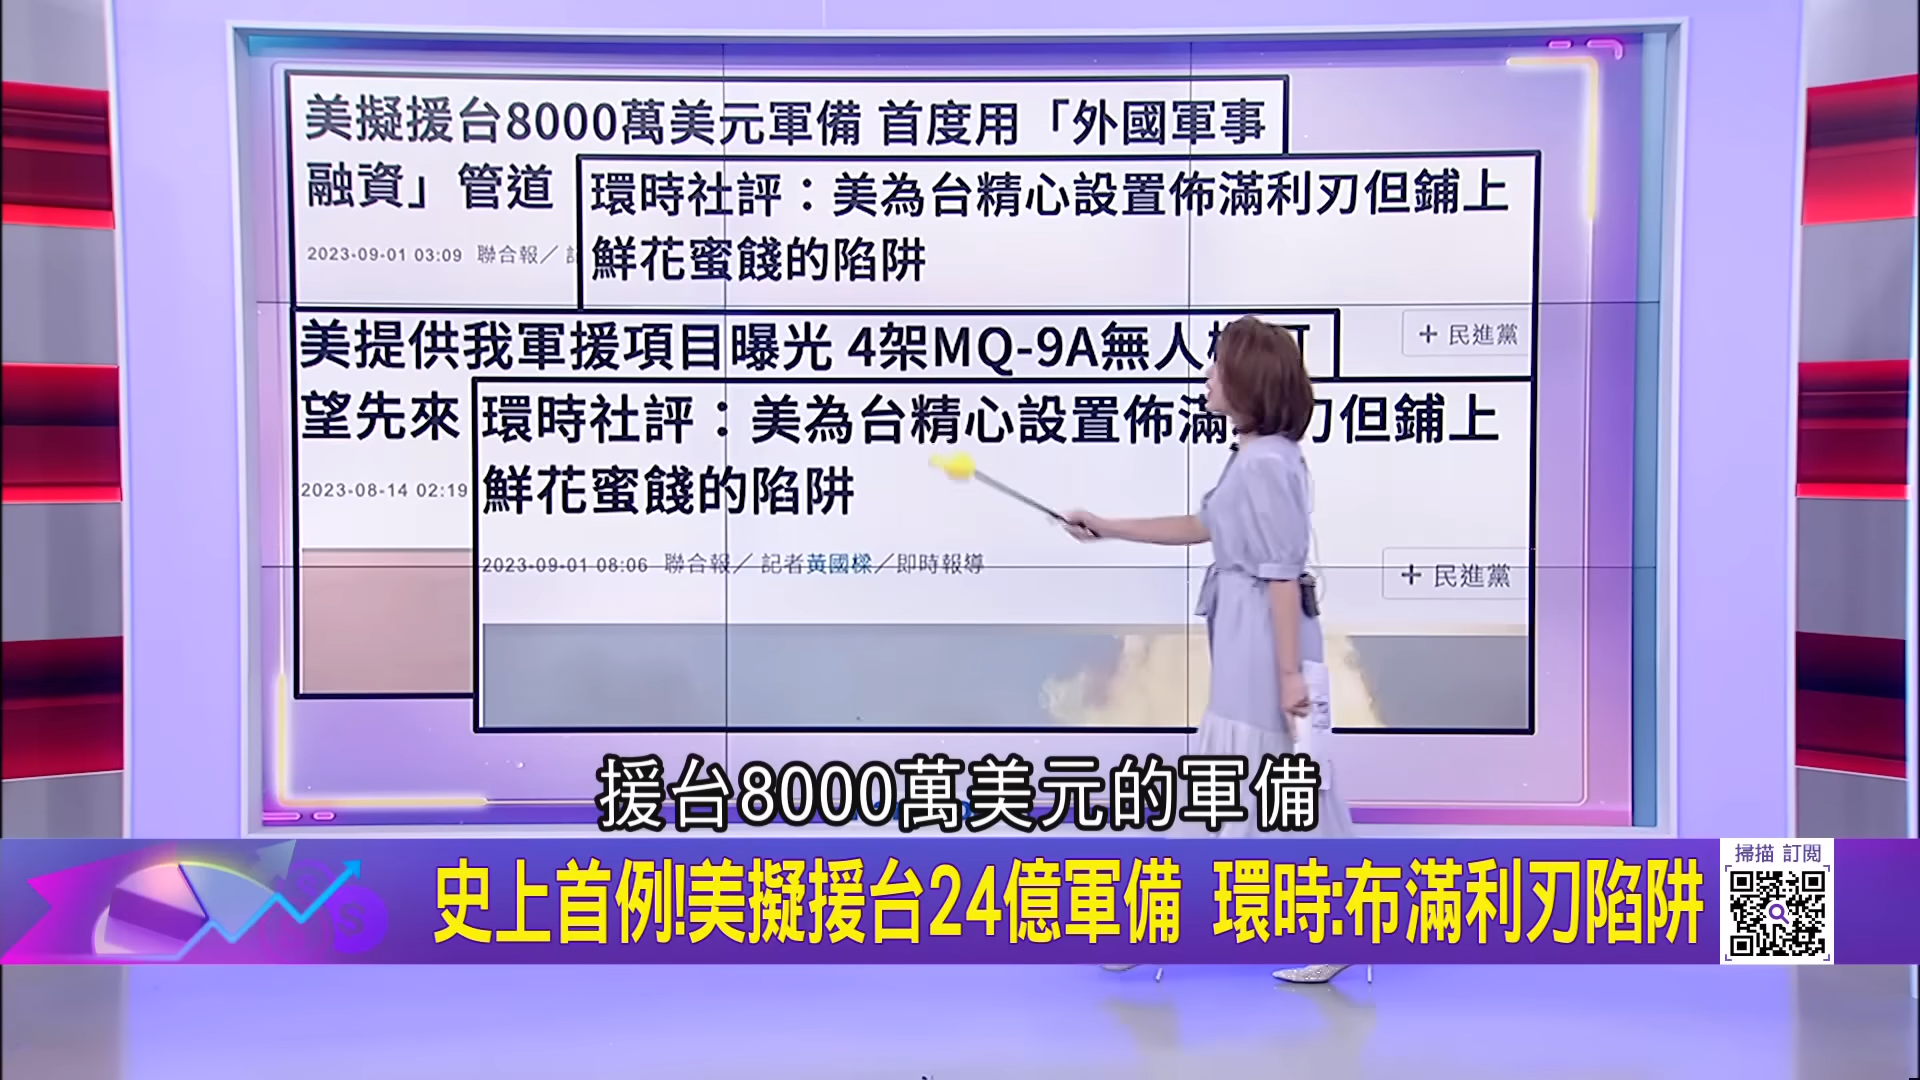 美擬援台8000萬美元軍備 首度用「外國軍事
融資」管道
2023-09-01 03:09 聯合報／
環時社評：美為台精心設置佈滿利刃但鋪上
鮮花蜜餞的陷阱
+ 民進黨
美提供我軍援項目曝光 4架MQ-9A無人
望先來
2023-08-14 02:19
環時社評：美為台精心設置佈滿 刃但鋪上
鮮花蜜餞的陷阱
2023-09-01 08:06 聯合報／ 記者黃國樑／即時報導
+ 民進黨
援台8000萬美元的軍備
史上首例!美擬援台24億軍備 環時:布滿利刃陷阱
掃描 訂閱